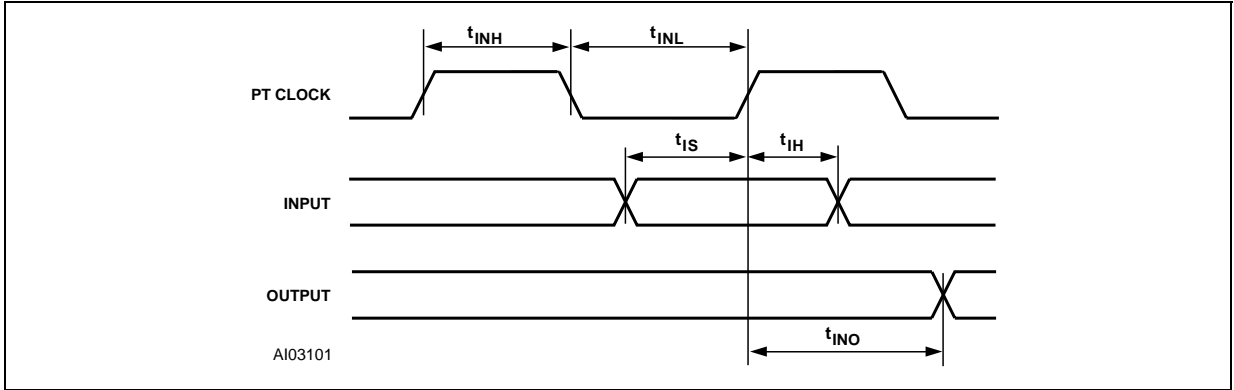 tINH
tINL
PT CLOCK
tIS
tIH
INPUT
OUTPUT
tINO
AI03101